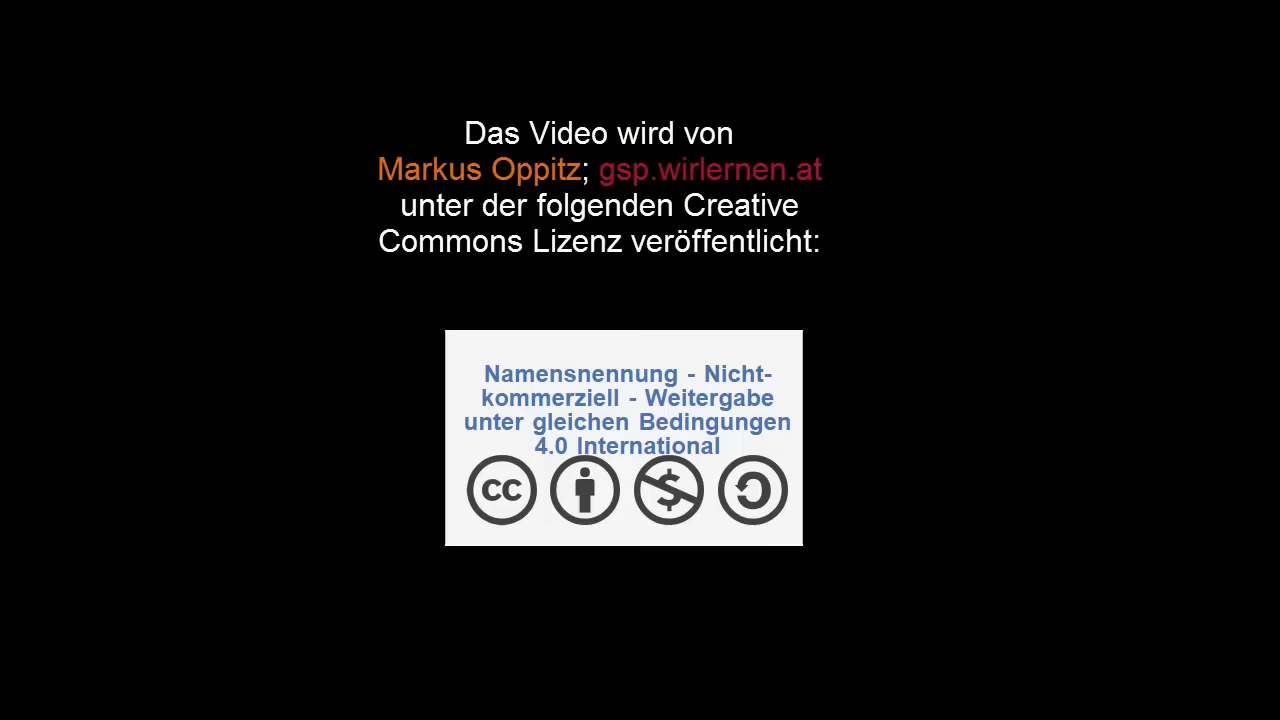 Das Video wird von
Markus Oppitz; gsp.wirlernen.at
unter der folgenden Creative
Commons Lizenz veröffentlicht:
Namensnennung - Nicht-
kommerziell - Weitergabe
unter gleichen Bedingungen
4.0 International
cc